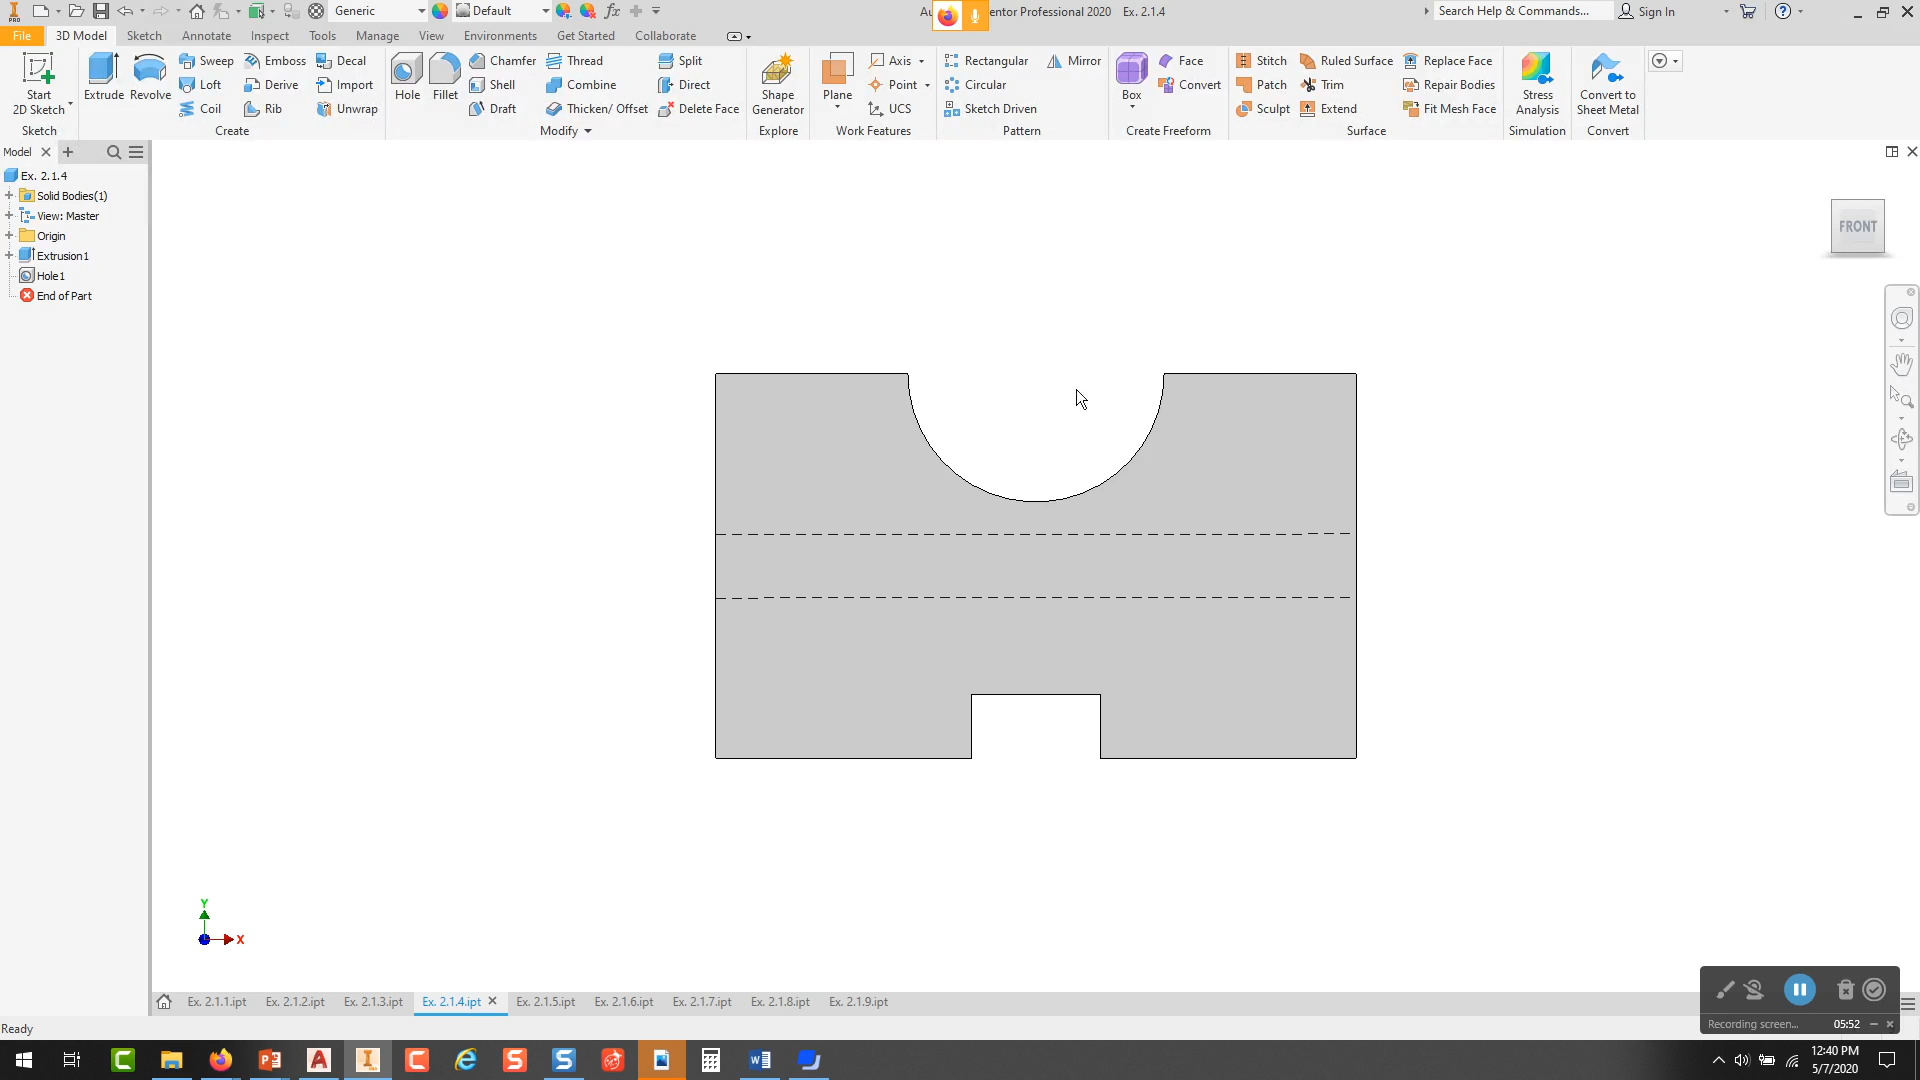 PRO Generic Default Au entor Professional 2020 Ex. 2.1.4 Search Help & Commands... Sign In
File 3D Model Sketch Annotate Inspect Tools Manage View Environments Get Started Collaborate
Start 2D Sketch
Extrude Revolve
Sweep Emboss Decal
Loft Derive Import
Coil Rib Unwrap
Hole Fillet
Chamfer Thread Split
Shell Combine Direct
Draft Thicken/ Offset Delete Face
Shape Generator
Plane
Axis
Point
UCS
Rectangular Mirror
Circular
Sketch Driven
Box
Face
Convert
Stitch Ruled Surface Replace Face
Patch Trim Repair Bodies
Sculpt Extend Fit Mesh Face
Stress Analysis
Convert to Sheet Metal
Sketch Create Modify Explore Work Features Pattern Create Freeform Surface Simulation Convert
Model
Ex. 2.1.4
Solid Bodies(1)
View: Master
Origin
Extrusion1
Hole1
End of Part
FRONT
Y
X
Ex. 2.1.1.ipt Ex. 2.1.2.ipt Ex. 2.1.3.ipt Ex. 2.1.4.ipt Ex. 2.1.5.ipt Ex. 2.1.6.ipt Ex. 2.1.7.ipt Ex. 2.1.8.ipt Ex. 2.1.9.ipt
Recording screen... 05:52
Ready
12:40 PM
5/7/2020